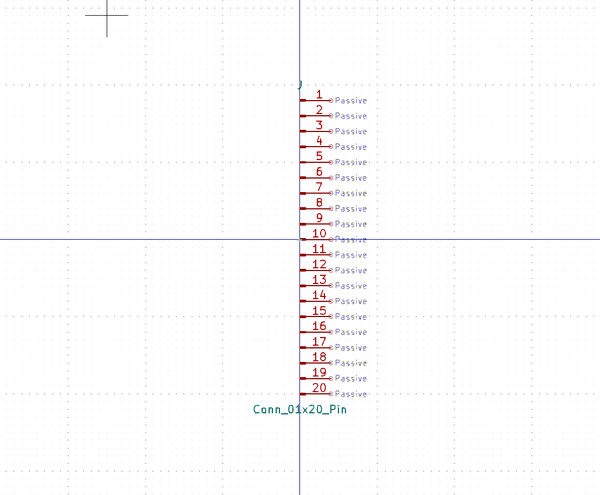 J
1 Passive
2 Passive
3 Passive
4 Passive
5 Passive
6 Passive
7 Passive
8 Passive
9 Passive
10 Passive
11 Passive
12 Passive
13 Passive
14 Passive
15 Passive
16 Passive
17 Passive
18 Passive
19 Passive
20 Passive
Conn_01x20_Pin